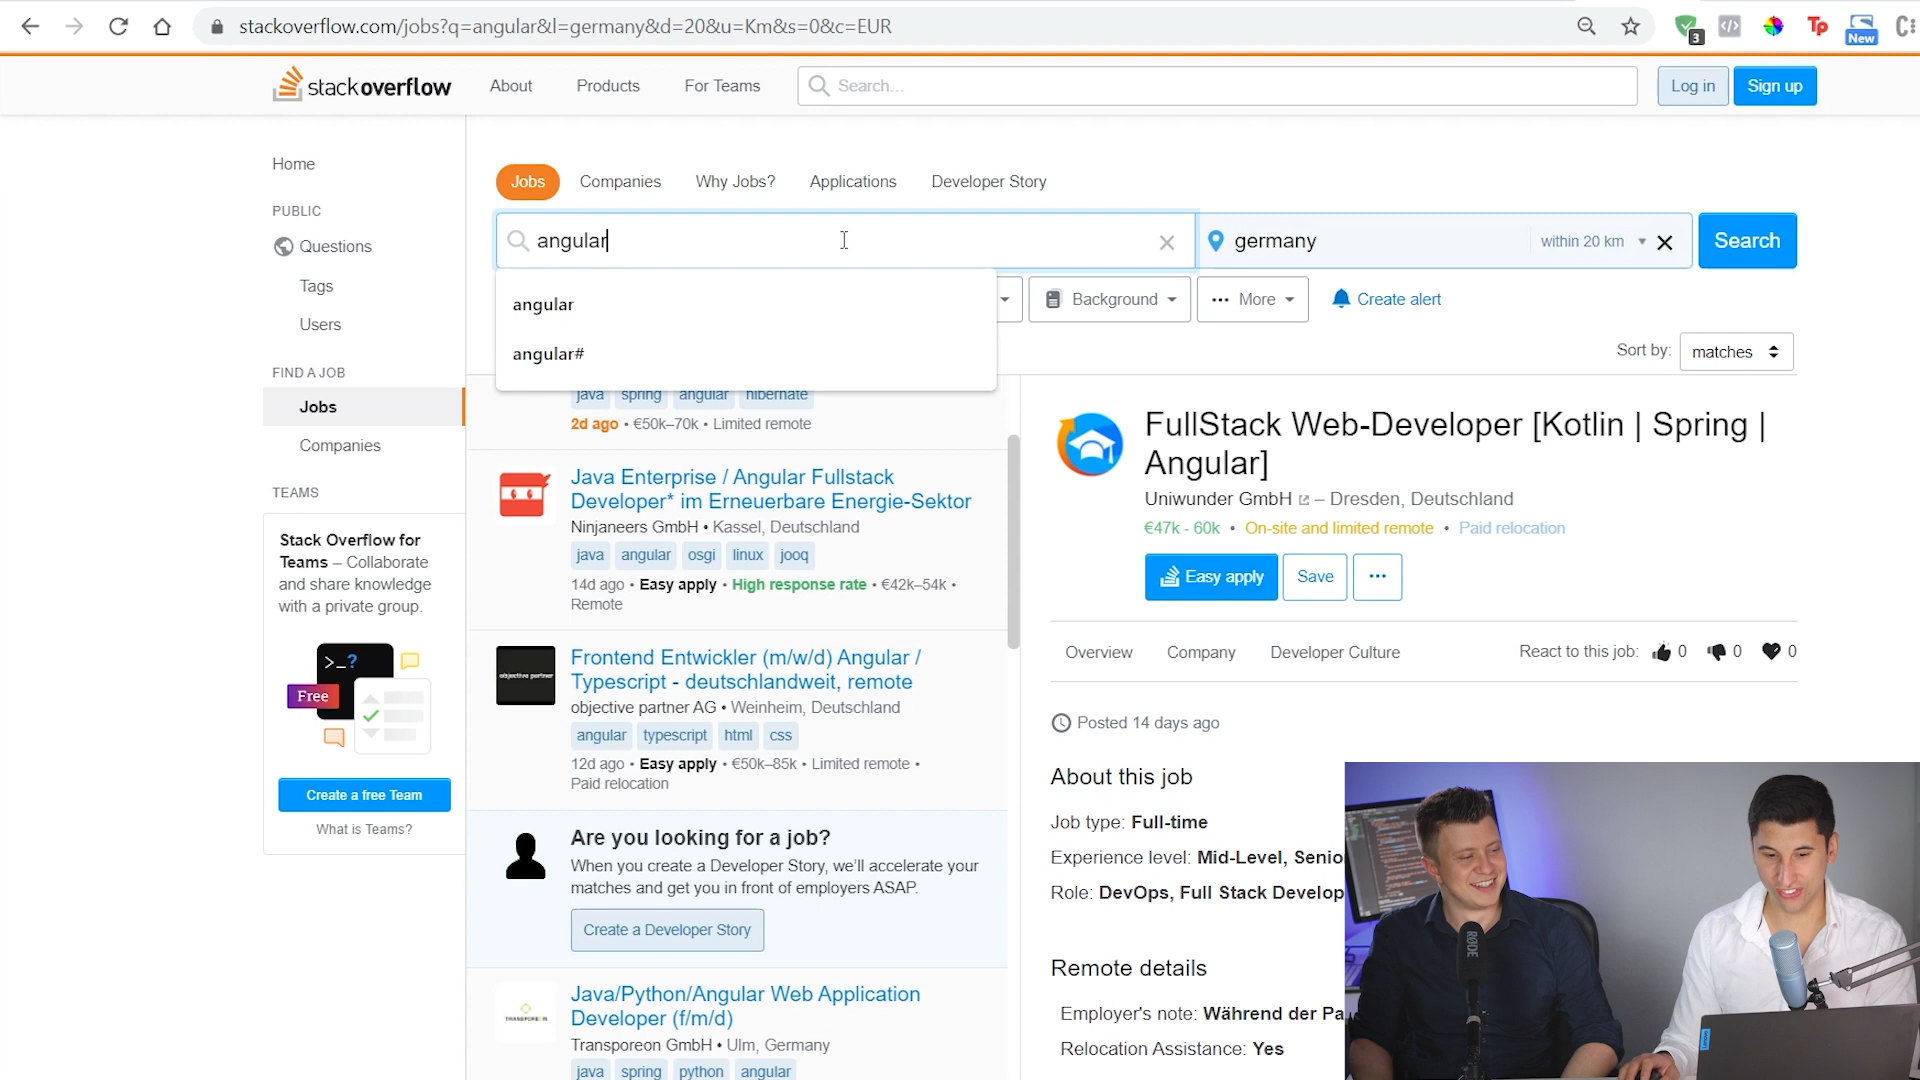 stackoverflow.com/jobs?q=angular&l=germany&d=20&u=Km&s=0&c=EUR
3
Tp
New
stackoverflow
About
Products
For Teams
Search...
Log in
Sign up
Home
PUBLIC
Questions
Tags
Users
FIND A JOB
Jobs
Companies
TEAMS
Stack Overflow for
Teams – Collaborate
and share knowledge
with a private group.
>_?
Free
Create a free Team
What is Teams?
Jobs
Companies
Why Jobs?
Applications
Developer Story
angular
germany
within 20 km
Search
angular
angular#
Background
More
Create alert
Sort by:
matches
java spring angular hibernate
2d ago • €50k–70k • Limited remote
Java Enterprise / Angular Fullstack
Developer* im Erneuerbare Energie-Sektor
Ninjaneers GmbH • Kassel, Deutschland
java angular osgi linux jooq
14d ago • Easy apply • High response rate • €42k–54k •
Remote
objective partner
Frontend Entwickler (m/w/d) Angular /
Typescript - deutschlandweit, remote
objective partner AG • Weinheim, Deutschland
angular typescript html css
12d ago • Easy apply • €50k–85k • Limited remote •
Paid relocation
Are you looking for a job?
When you create a Developer Story, we’ll accelerate your
matches and get you in front of employers ASAP.
Create a Developer Story
TRANSPOREON
Java/Python/Angular Web Application
Developer (f/m/d)
Transporeon GmbH • Ulm, Germany
java spring python angular
FullStack Web-Developer [Kotlin | Spring |
Angular]
Uniwunder GmbH – Dresden, Deutschland
€47k - 60k • On-site and limited remote • Paid relocation
Easy apply
Save
Overview
Company
Developer Culture
React to this job: 0 0 0
Posted 14 days ago
About this job
Job type: Full-time
Experience level: Mid-Level, Senio
Role: DevOps, Full Stack Develop
Remote details
Employer's note: Während der Pa
Relocation Assistance: Yes
RØDE
Lenovo